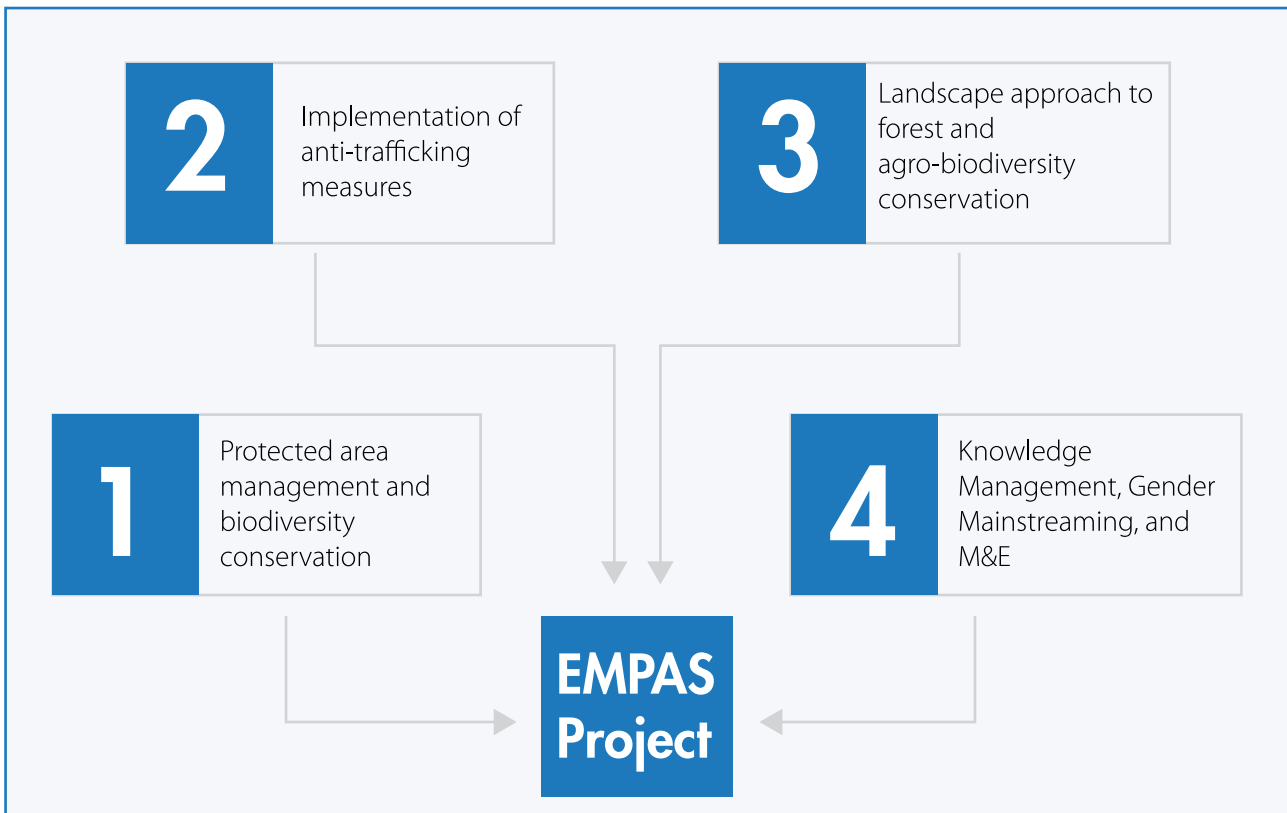 2
Implementation of
anti-trafficking
measures
3
Landscape approach to
forest and
agro-biodiversity
conservation
1
Protected area
management and
biodiversity
conservation
4
Knowledge
Management, Gender
Mainstreaming, and
M&E
EMPAS
Project